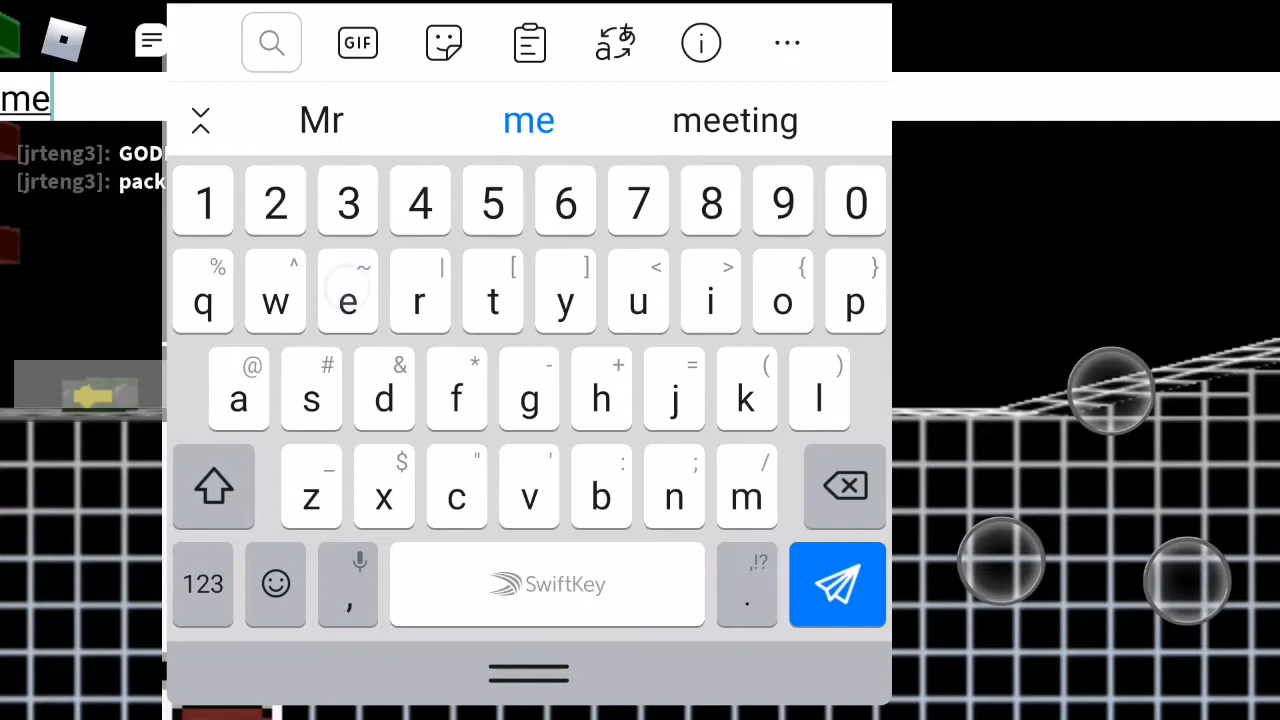 GIF
me
Mr me meeting
[jrteng3]: GOD
[jrteng3]: pack
1 2 3 4 5 6 7 8 9 0
% ^ ~ | [ ] < > { }
q w e r t y u i o p
@ # & * - + = ( )
a s d f g h j k l
_ $ " ' : ; /
z x c v b n m
,!?
123 , SwiftKey .